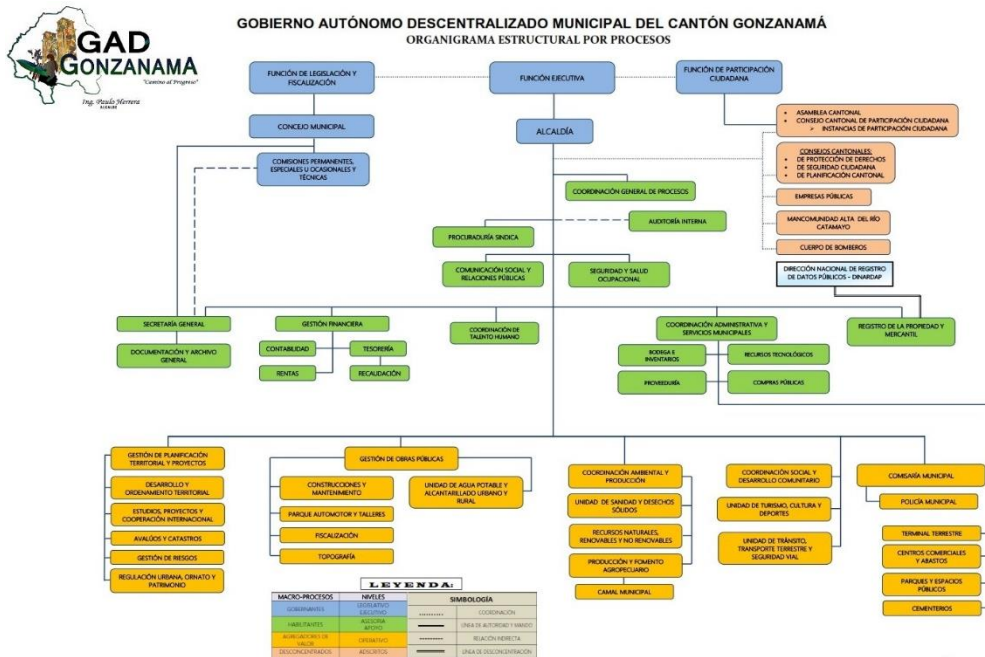 GOBIERNO AUTÓNOMO DESCENTRALIZADO MUNICIPAL DEL CANTÓN GONZANAMÁ
ORGANIGRAMA ESTRUCTURAL POR PROCESOS
GAD
GONZANAMÁ
"Camino al Progreso"
Ing. Paulo Herrera
ALCALDE
FUNCIÓN DE LEGISLACIÓN Y
FISCALIZACIÓN
FUNCIÓN EJECUTIVA
FUNCIÓN DE PARTICIPACIÓN
CIUDADANA
CONCEJO MUNICIPAL
ALCALDÍA
COMISIONES PERMANENTES,
ESPECIALES U OCASIONALES Y
TÉCNICAS
• ASAMBLEA CANTONAL
• CONSEJO CANTONAL DE PARTICIPACIÓN CIUDADANA
➢ INSTANCIAS DE PARTICIPACIÓN CIUDADANA
CONSEJOS CANTONALES:
• DE PROTECCIÓN DE DERECHOS
• DE SEGURIDAD CIUDADANA
• DE PLANIFICACIÓN CANTONAL
EMPRESAS PÚBLICAS
MANCOMUNIDAD ALTA DEL RÍO
CATAMAYO
CUERPO DE BOMBEROS
DIRECCIÓN NACIONAL DE REGISTRO
DE DATOS PÚBLICOS - DINARDAP
COORDINACIÓN GENERAL DE PROCESOS
AUDITORÍA INTERNA
PROCURADURÍA SINDICA
COMUNICACIÓN SOCIAL Y
RELACIONES PÚBLICAS
SEGURIDAD Y SALUD
OCUPACIONAL
SECRETARÍA GENERAL
DOCUMENTACIÓN Y ARCHIVO
GENERAL
GESTIÓN FINANCIERA
CONTABILIDAD
TESORERÍA
RENTAS
RECAUDACIÓN
COORDINACIÓN DE
TALENTO HUMANO
COORDINACIÓN ADMINISTRATIVA Y
SERVICIOS MUNICIPALES
BODEGA E
INVENTARIOS
RECURSOS TECNOLÓGICOS
PROVEEDURÍA
COMPRAS PÚBLICAS
REGISTRO DE LA PROPIEDAD Y
MERCANTIL
GESTIÓN DE PLANIFICACIÓN
TERRITORIAL Y PROYECTOS
DESARROLLO Y
ORDENAMIENTO TERRITORIAL
ESTUDIOS, PROYECTOS Y
COOPERACIÓN INTERNACIONAL
AVALÚOS Y CATASTROS
GESTIÓN DE RIESGOS
REGULACIÓN URBANA, ORNATO Y
PATRIMONIO
GESTIÓN DE OBRAS PÚBLICAS
CONSTRUCCIONES Y
MANTENIMIENTO
PARQUE AUTOMOTOR Y TALLERES
FISCALIZACIÓN
TOPOGRAFÍA
UNIDAD DE AGUA POTABLE Y
ALCANTARILLADO URBANO Y
RURAL
COORDINACIÓN AMBIENTAL Y
PRODUCCIÓN
UNIDAD DE SANIDAD Y DESECHOS
SÓLIDOS
RECURSOS NATURALES,
RENOVABLES Y NO RENOVABLES
PRODUCCIÓN Y FOMENTO
AGROPECUARIO
CAMAL MUNICIPAL
COORDINACIÓN SOCIAL Y
DESARROLLO COMUNITARIO
UNIDAD DE TURISMO, CULTURA Y
DEPORTES
UNIDAD DE TRÁNSITO,
TRANSPORTE TERRESTRE Y
SEGURIDAD VIAL
COMISARÍA MUNICIPAL
POLICÍA MUNICIPAL
TERMINAL TERRESTRE
CENTROS COMERCIALES
Y ABASTOS
PARQUES Y ESPACIOS
PÚBLICOS
CEMENTERIOS
LEYENDA:
MACRO-PROCESOS NIVELES SIMBOLOGÍA
GOBERNANTES LEGISLATIVO EJECUTIVO COORDINACIÓN
HABILITANTES ASESORÍA APOYO LINEA DE AUTORIDAD Y MANDO
AGREGADORES DE VALOR OPERATIVO RELACIÓN INDIRECTA
DESCONCENTRADOS ADSCRITOS LINEA DE DESCONCENTRACIÓN